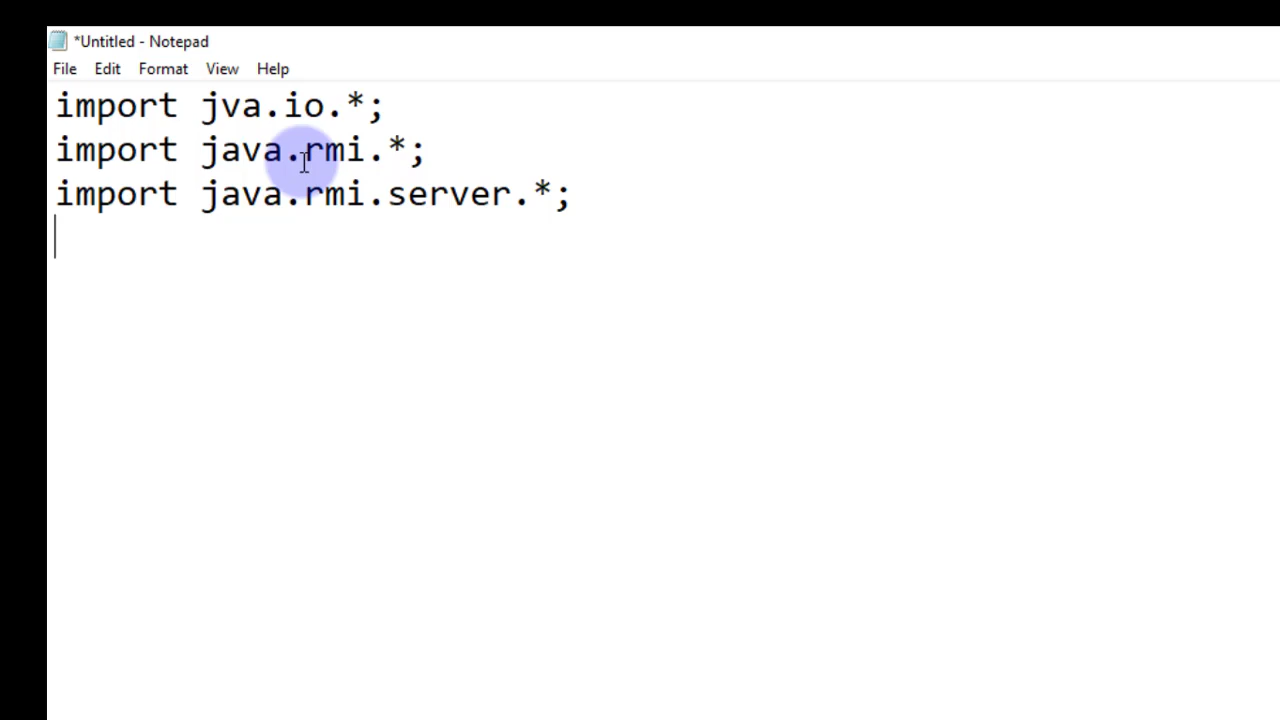 *Untitled - Notepad
File Edit Format View Help
import jva.io.*;
import java.rmi.*;
import java.rmi.server.*;